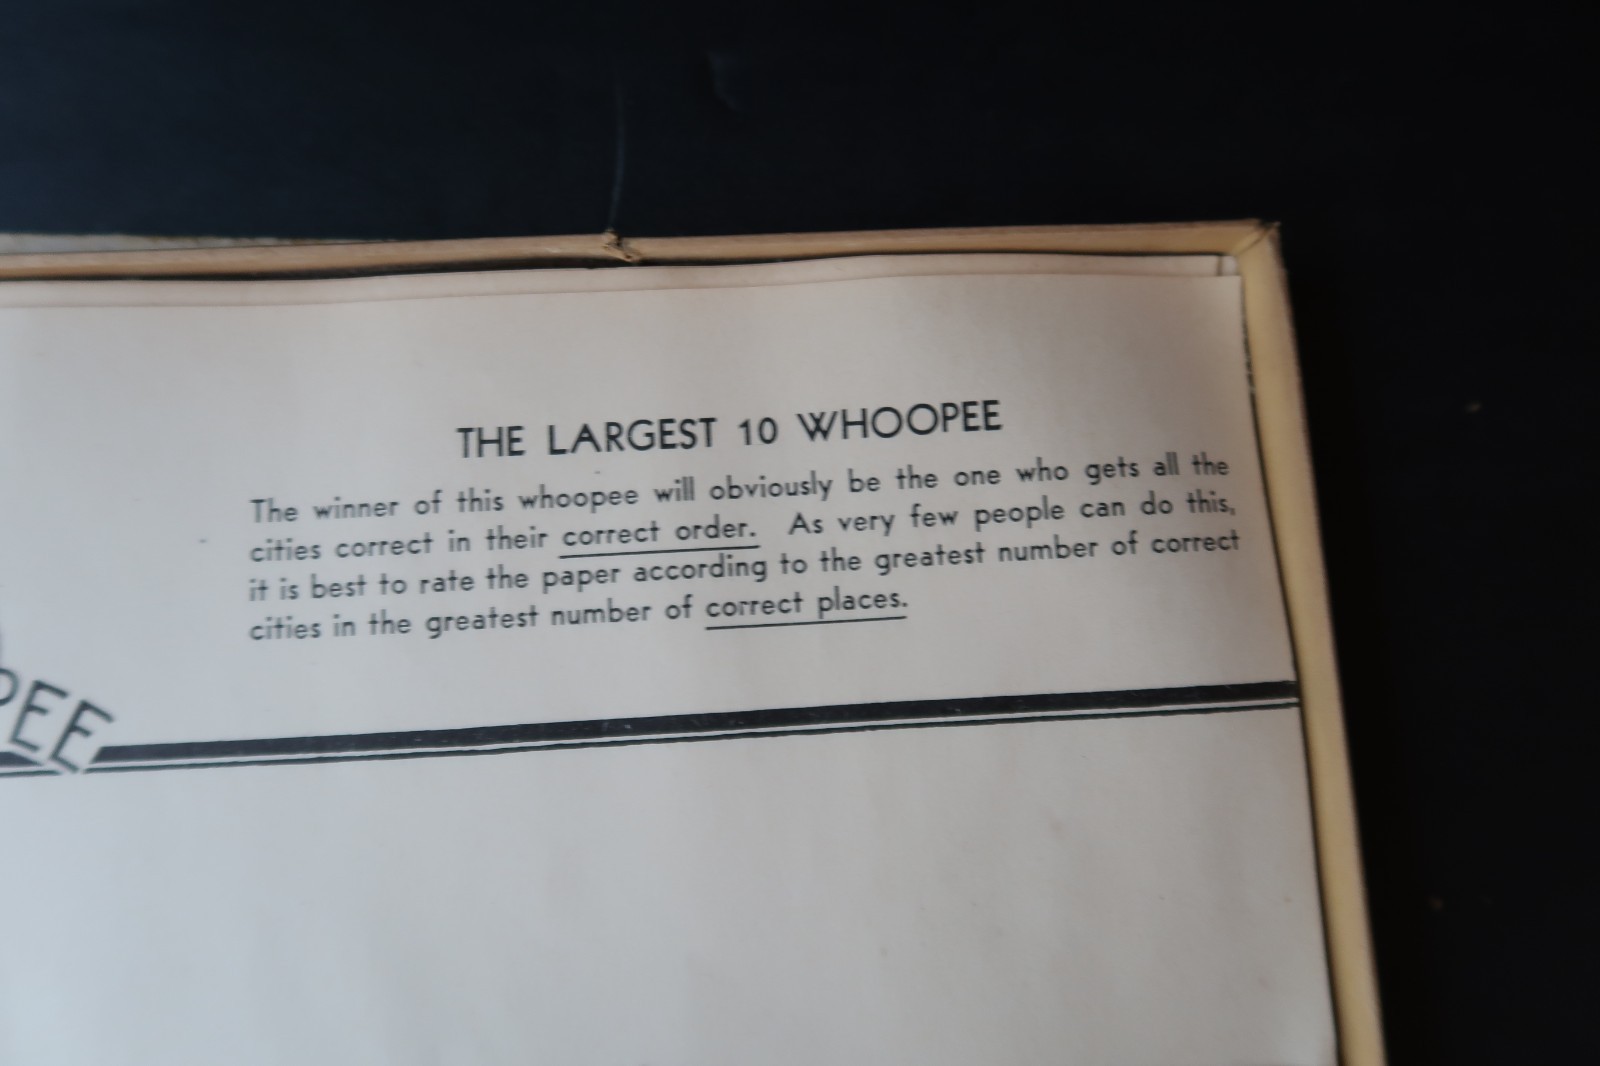 THE LARGEST 10 WHOOPEE
The winner of this whoopee will obviously be the one who gets all the
cities correct in their correct order. As very few people can do this,
it is best to rate the paper according to the greatest number of correct
cities in the greatest number of correct places.
PEE